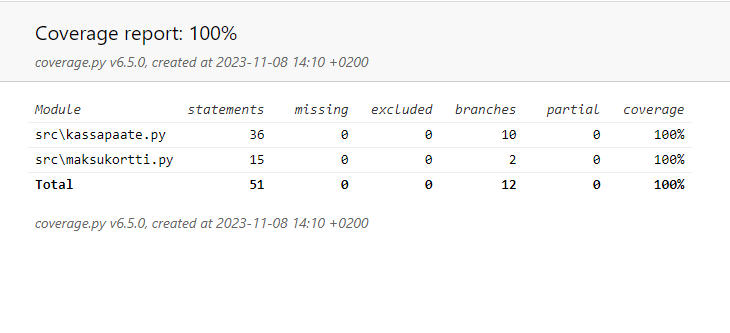 Coverage report: 100%
coverage.py v6.5.0, created at 2023-11-08 14:10 +0200
Module statements missing excluded branches partial coverage
src\kassapaate.py 36 0 0 10 0 100%
src\maksukortti.py 15 0 0 2 0 100%
Total 51 0 0 12 0 100%
coverage.py v6.5.0, created at 2023-11-08 14:10 +0200